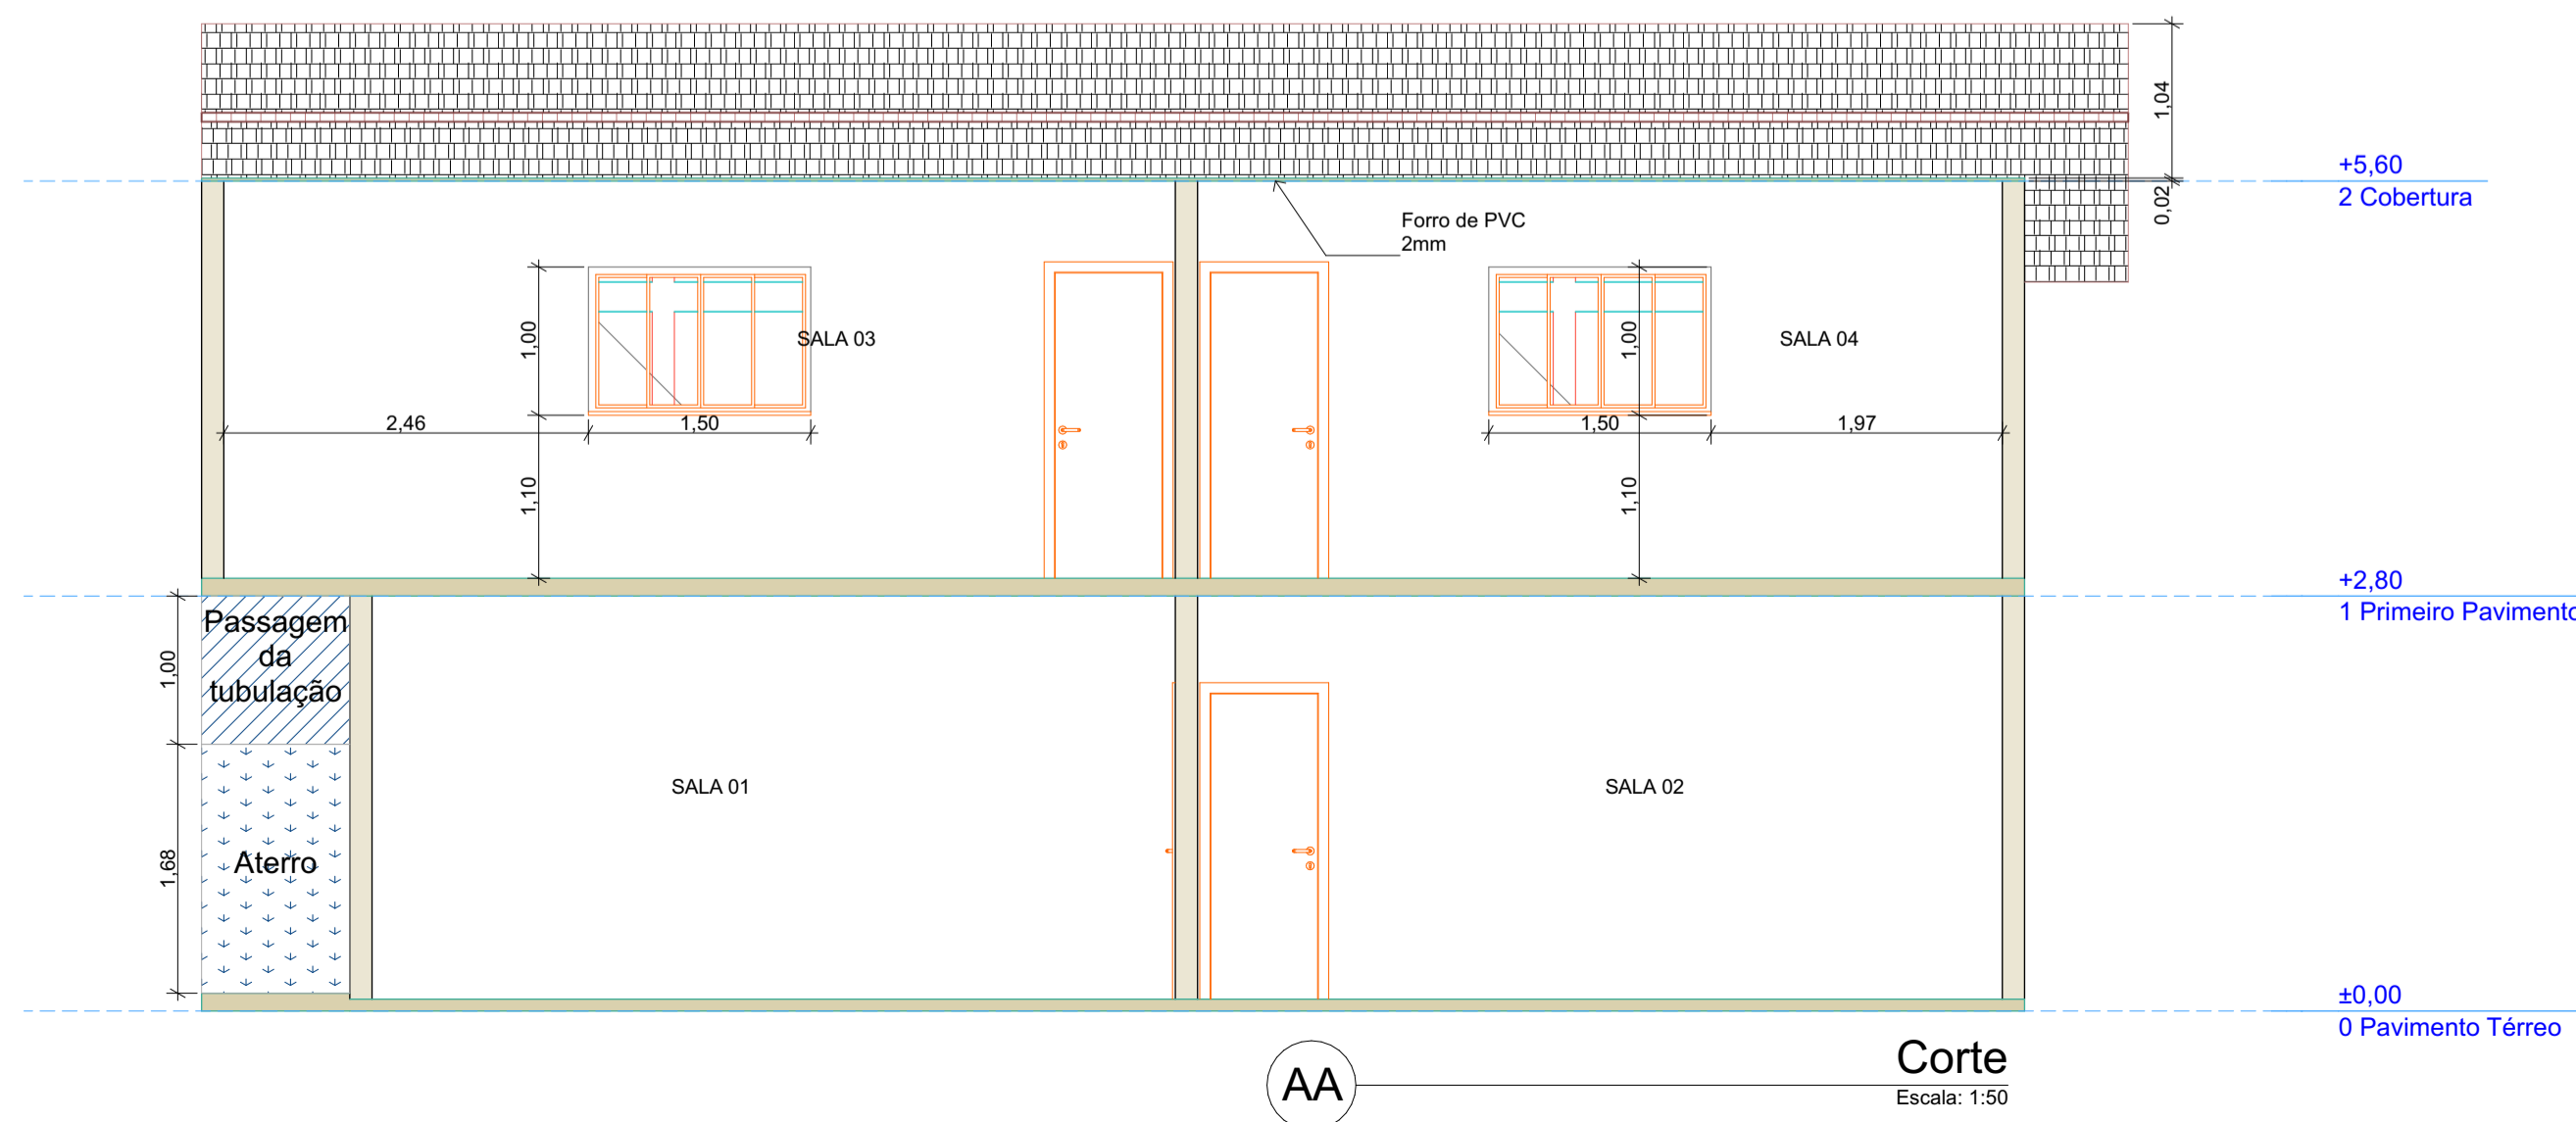 1,04
+5,60
2 Cobertura
0,02
Forro de PVC
2mm
1,00
SALA 03
1,00
SALA 04
2,46
1,50
1,50
1,97
1,10
1,10
+2,80
1 Primeiro Pavimento
Passagem
da
tubulação
1,00
SALA 01
SALA 02
1,68
Aterro
±0,00
0 Pavimento Térreo
AA
Corte
Escala: 1:50